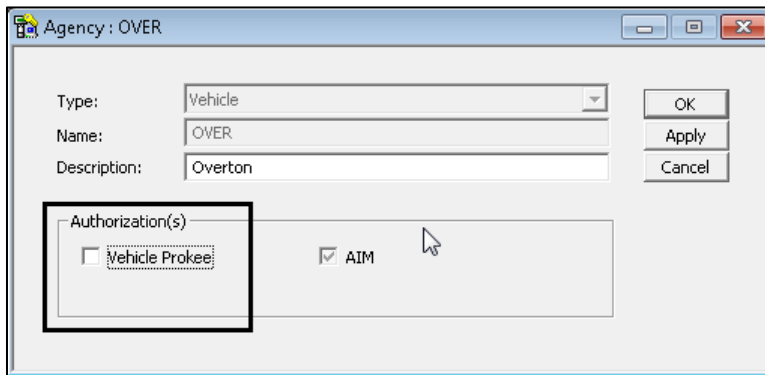 Agency : OVER
Type: Vehicle OK
Name: OVER Apply
Description: Overton Cancel
Authorization(s)
Vehicle Prokee AIM